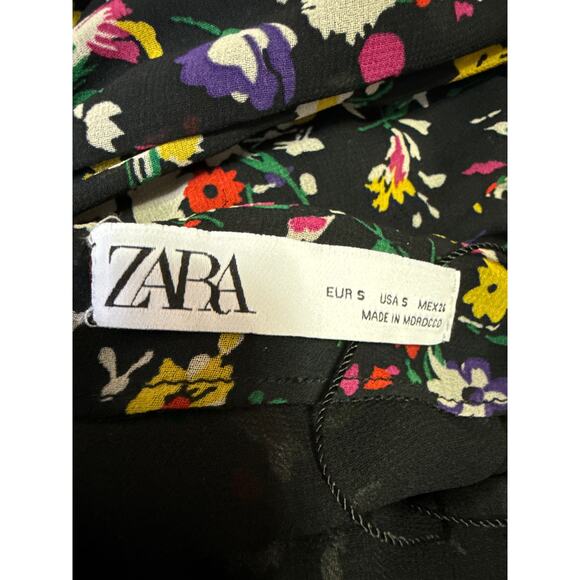 ZARA
EUR S USA S MEX 26
MADE IN MOROCCO